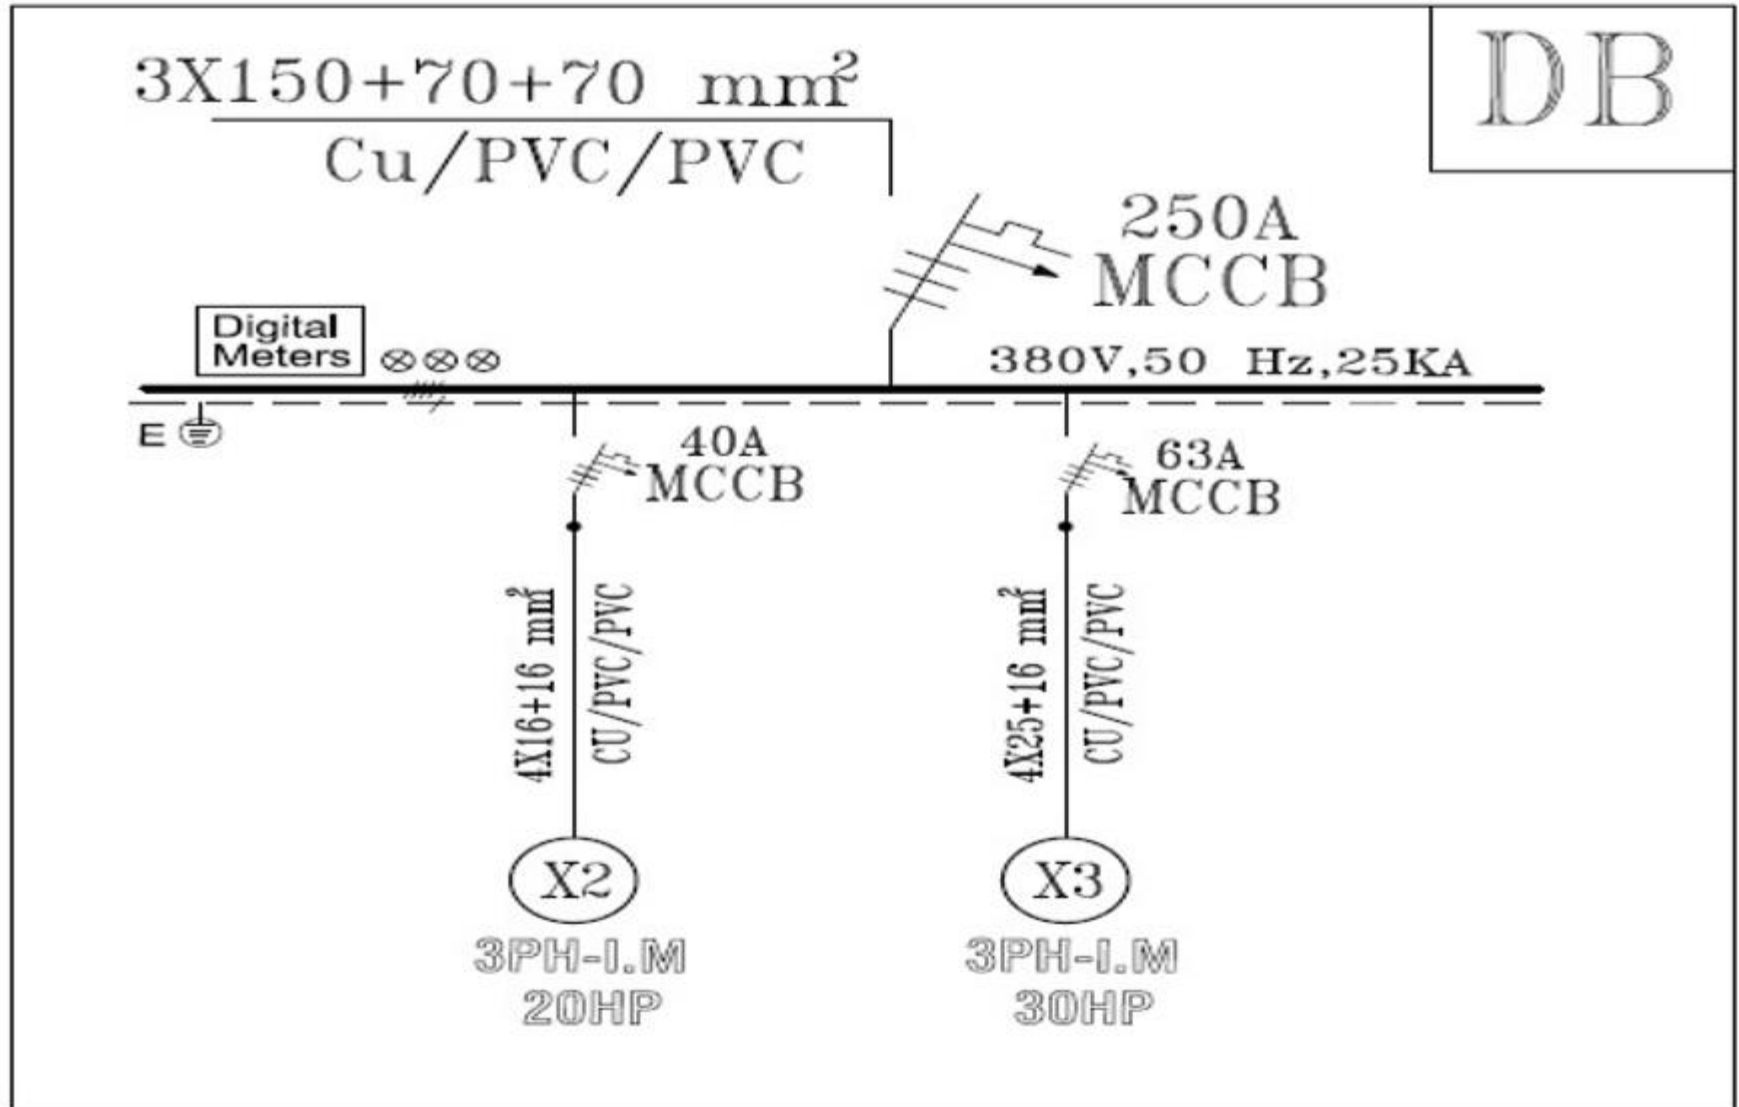 DB
3X150+70+70 mm²
Cu/PVC/PVC
250A
MCCB
Digital
Meters
380V,50 Hz,25KA
E
40A
MCCB
63A
MCCB
4X16+16 mm²
CU/PVC/PVC
4X25+16 mm²
CU/PVC/PVC
X2
X3
3PH-I.M
20HP
3PH-I.M
30HP